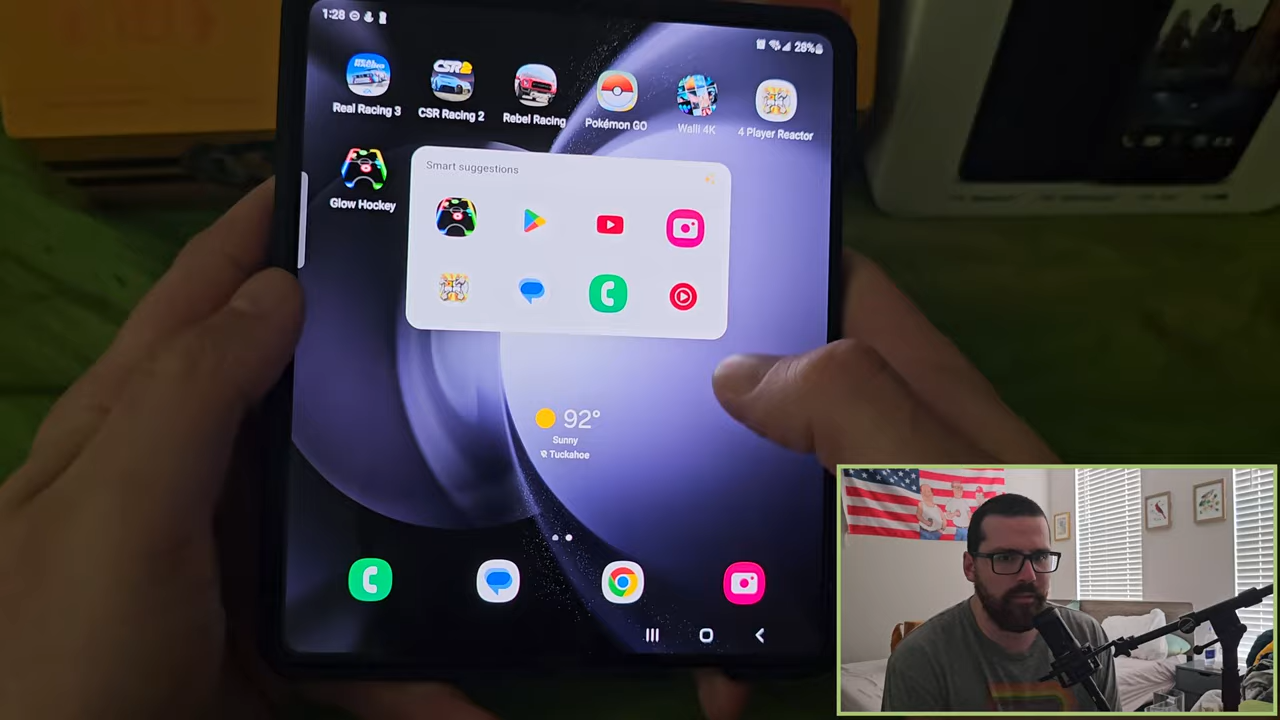 1:28
28%
Real Racing 3
CSR Racing 2
Rebel Racing
Pokémon GO
Walli 4K
4 Player Reactor
CSR2
Glow Hockey
Smart suggestions
92°
Sunny
Tuckahoe